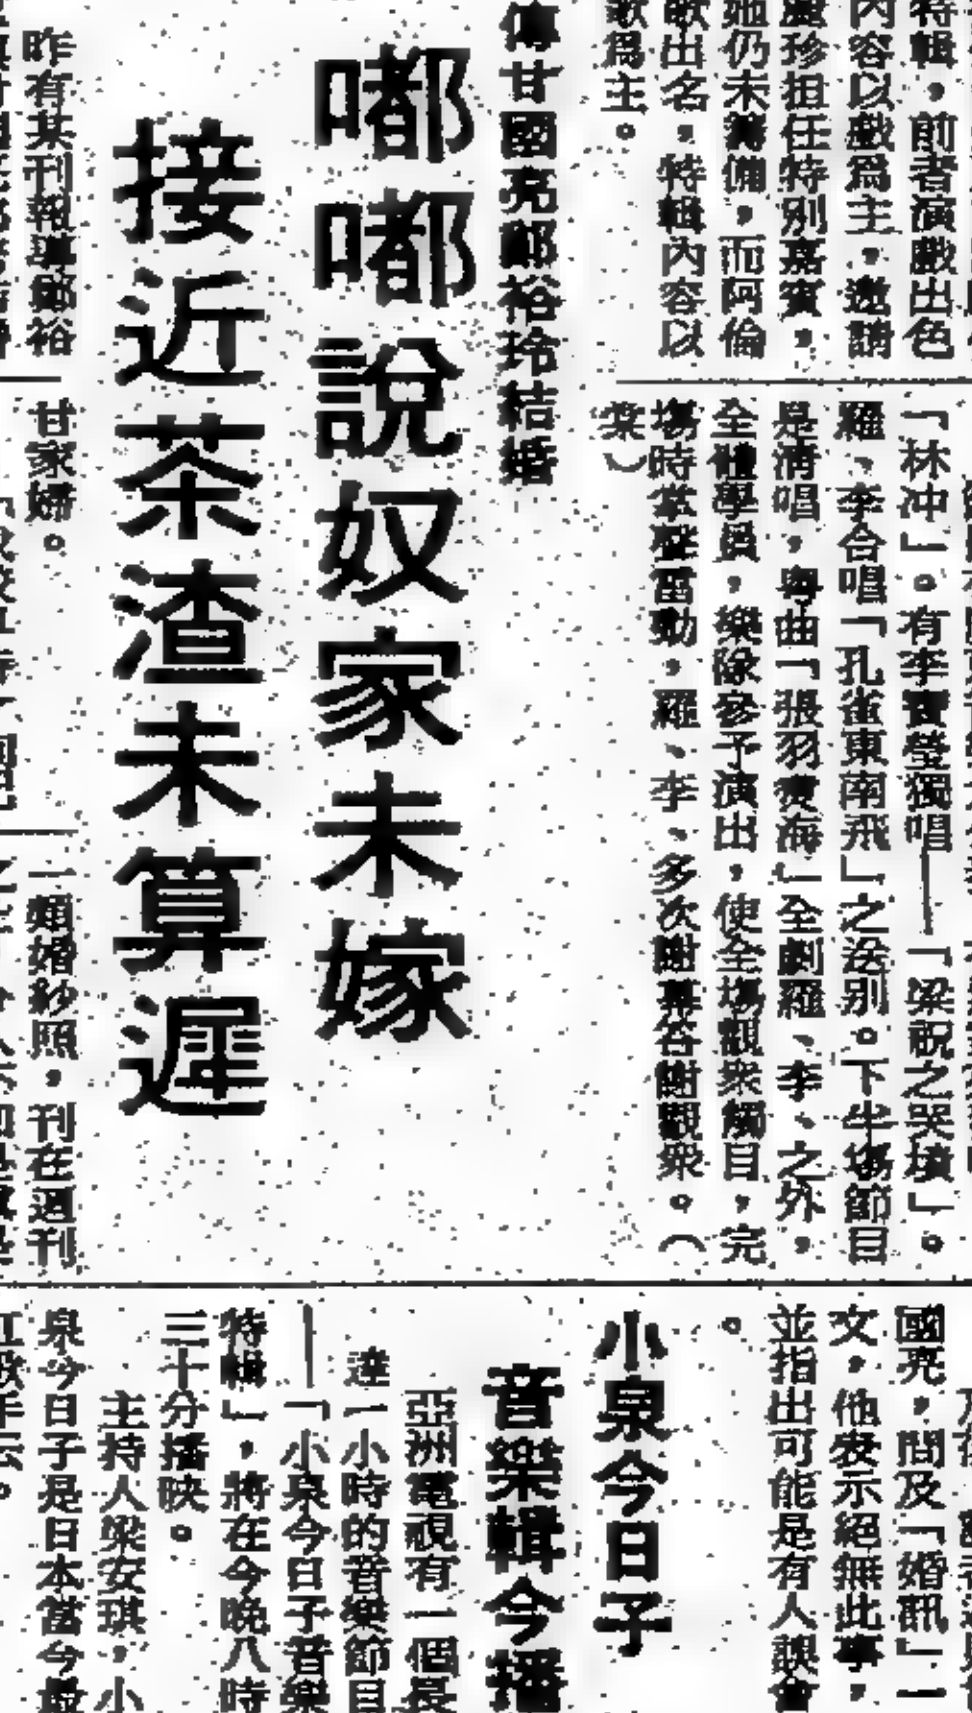 特輯，前者演戲出色
內容以戲為主，邀請
麗珍担任特別嘉賓，
她仍未籌備，而阿倫
歌出名，特輯內容以
歌為主。
「林冲」。有李寶瑩獨唱——「梁祝之哭墳」。
羅、李合唱「孔雀東南飛」之送別。下半場節目
是清唱，粵曲「張羽煑海」全劇羅、李、之外，
全體學員，樂隊參予演出，使全場觀衆觸目，完
塲時掌聲雷動，羅、李、多次謝幕答謝觀衆。（
棠）
傳甘國亮鄭裕玲結婚
嘟嘟說奴家未嫁
接近茶渣未算遲
昨有某刊報導鄭裕
甘家婦。
一類婚紗照，刊在週刊
國亮，問及「婚訊」一
文，他表示絕無此事，
並指出可能是有人誤會
。
小泉今日子
音樂輯今播
亞洲電視有一個長
達一小時的音樂節目
——「小泉今日子音樂
特輯」，將在今晚八時
三十分播映。
主持人梁安琪，小
泉今日子是日本當今最
紅歌手云。